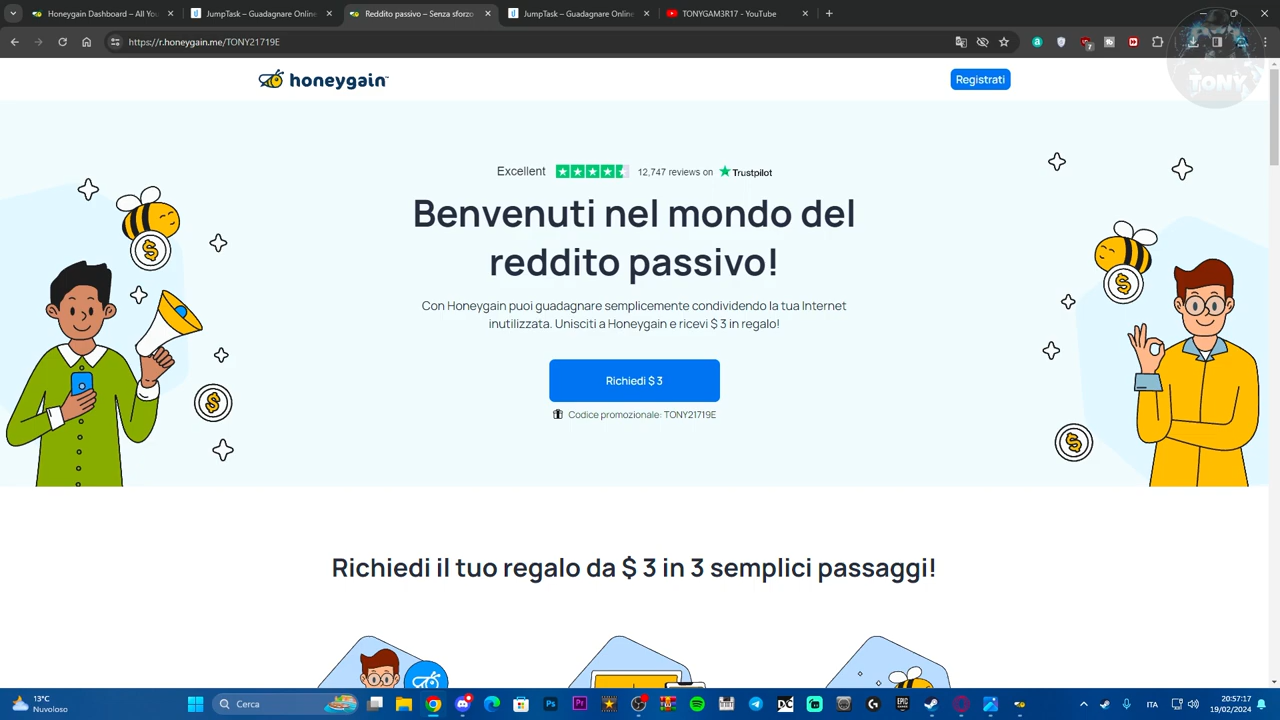 Honeygain Dashboard – All You
JumpTask – Guadagnare Online
Reddito passivo – Senza sforzo
JumpTask – Guadagnare Online
TONYGAM3R17 - YouTube
https://r.honeygain.me/TONY21719E
TONY
honeygain
Registrati
Excellent 12,747 reviews on Trustpilot
Benvenuti nel mondo del
reddito passivo!
Con Honeygain puoi guadagnare semplicemente condividendo la tua Internet
inutilizzata. Unisciti a Honeygain e ricevi $ 3 in regalo!
Richiedi $ 3
Codice promozionale: TONY21719E
Richiedi il tuo regalo da $ 3 in 3 semplici passaggi!
13°C
Nuvoloso
Cerca
ITA
20:57:17
19/02/2024